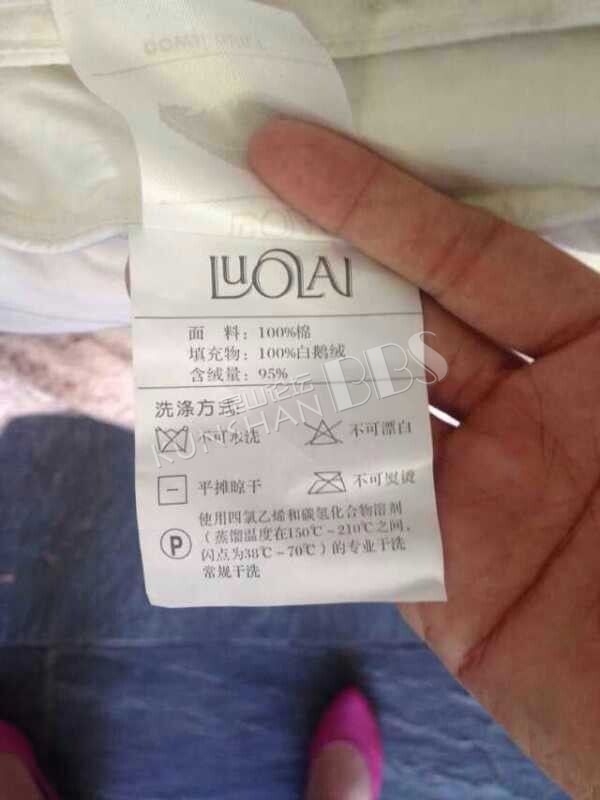 LUOLAI
面 料：100%棉
填充物：100%白鹅绒
含绒量：95%
洗涤方式：
不可水洗 不可漂白
平摊晾干 不可熨烫
P 使用四氯乙烯和碳氢化合物溶剂
（蒸馏温度在150℃~210℃之间，
闪点为38℃~70℃）的专业干洗
常规干洗
昆山论坛
KUNSHAN BBS